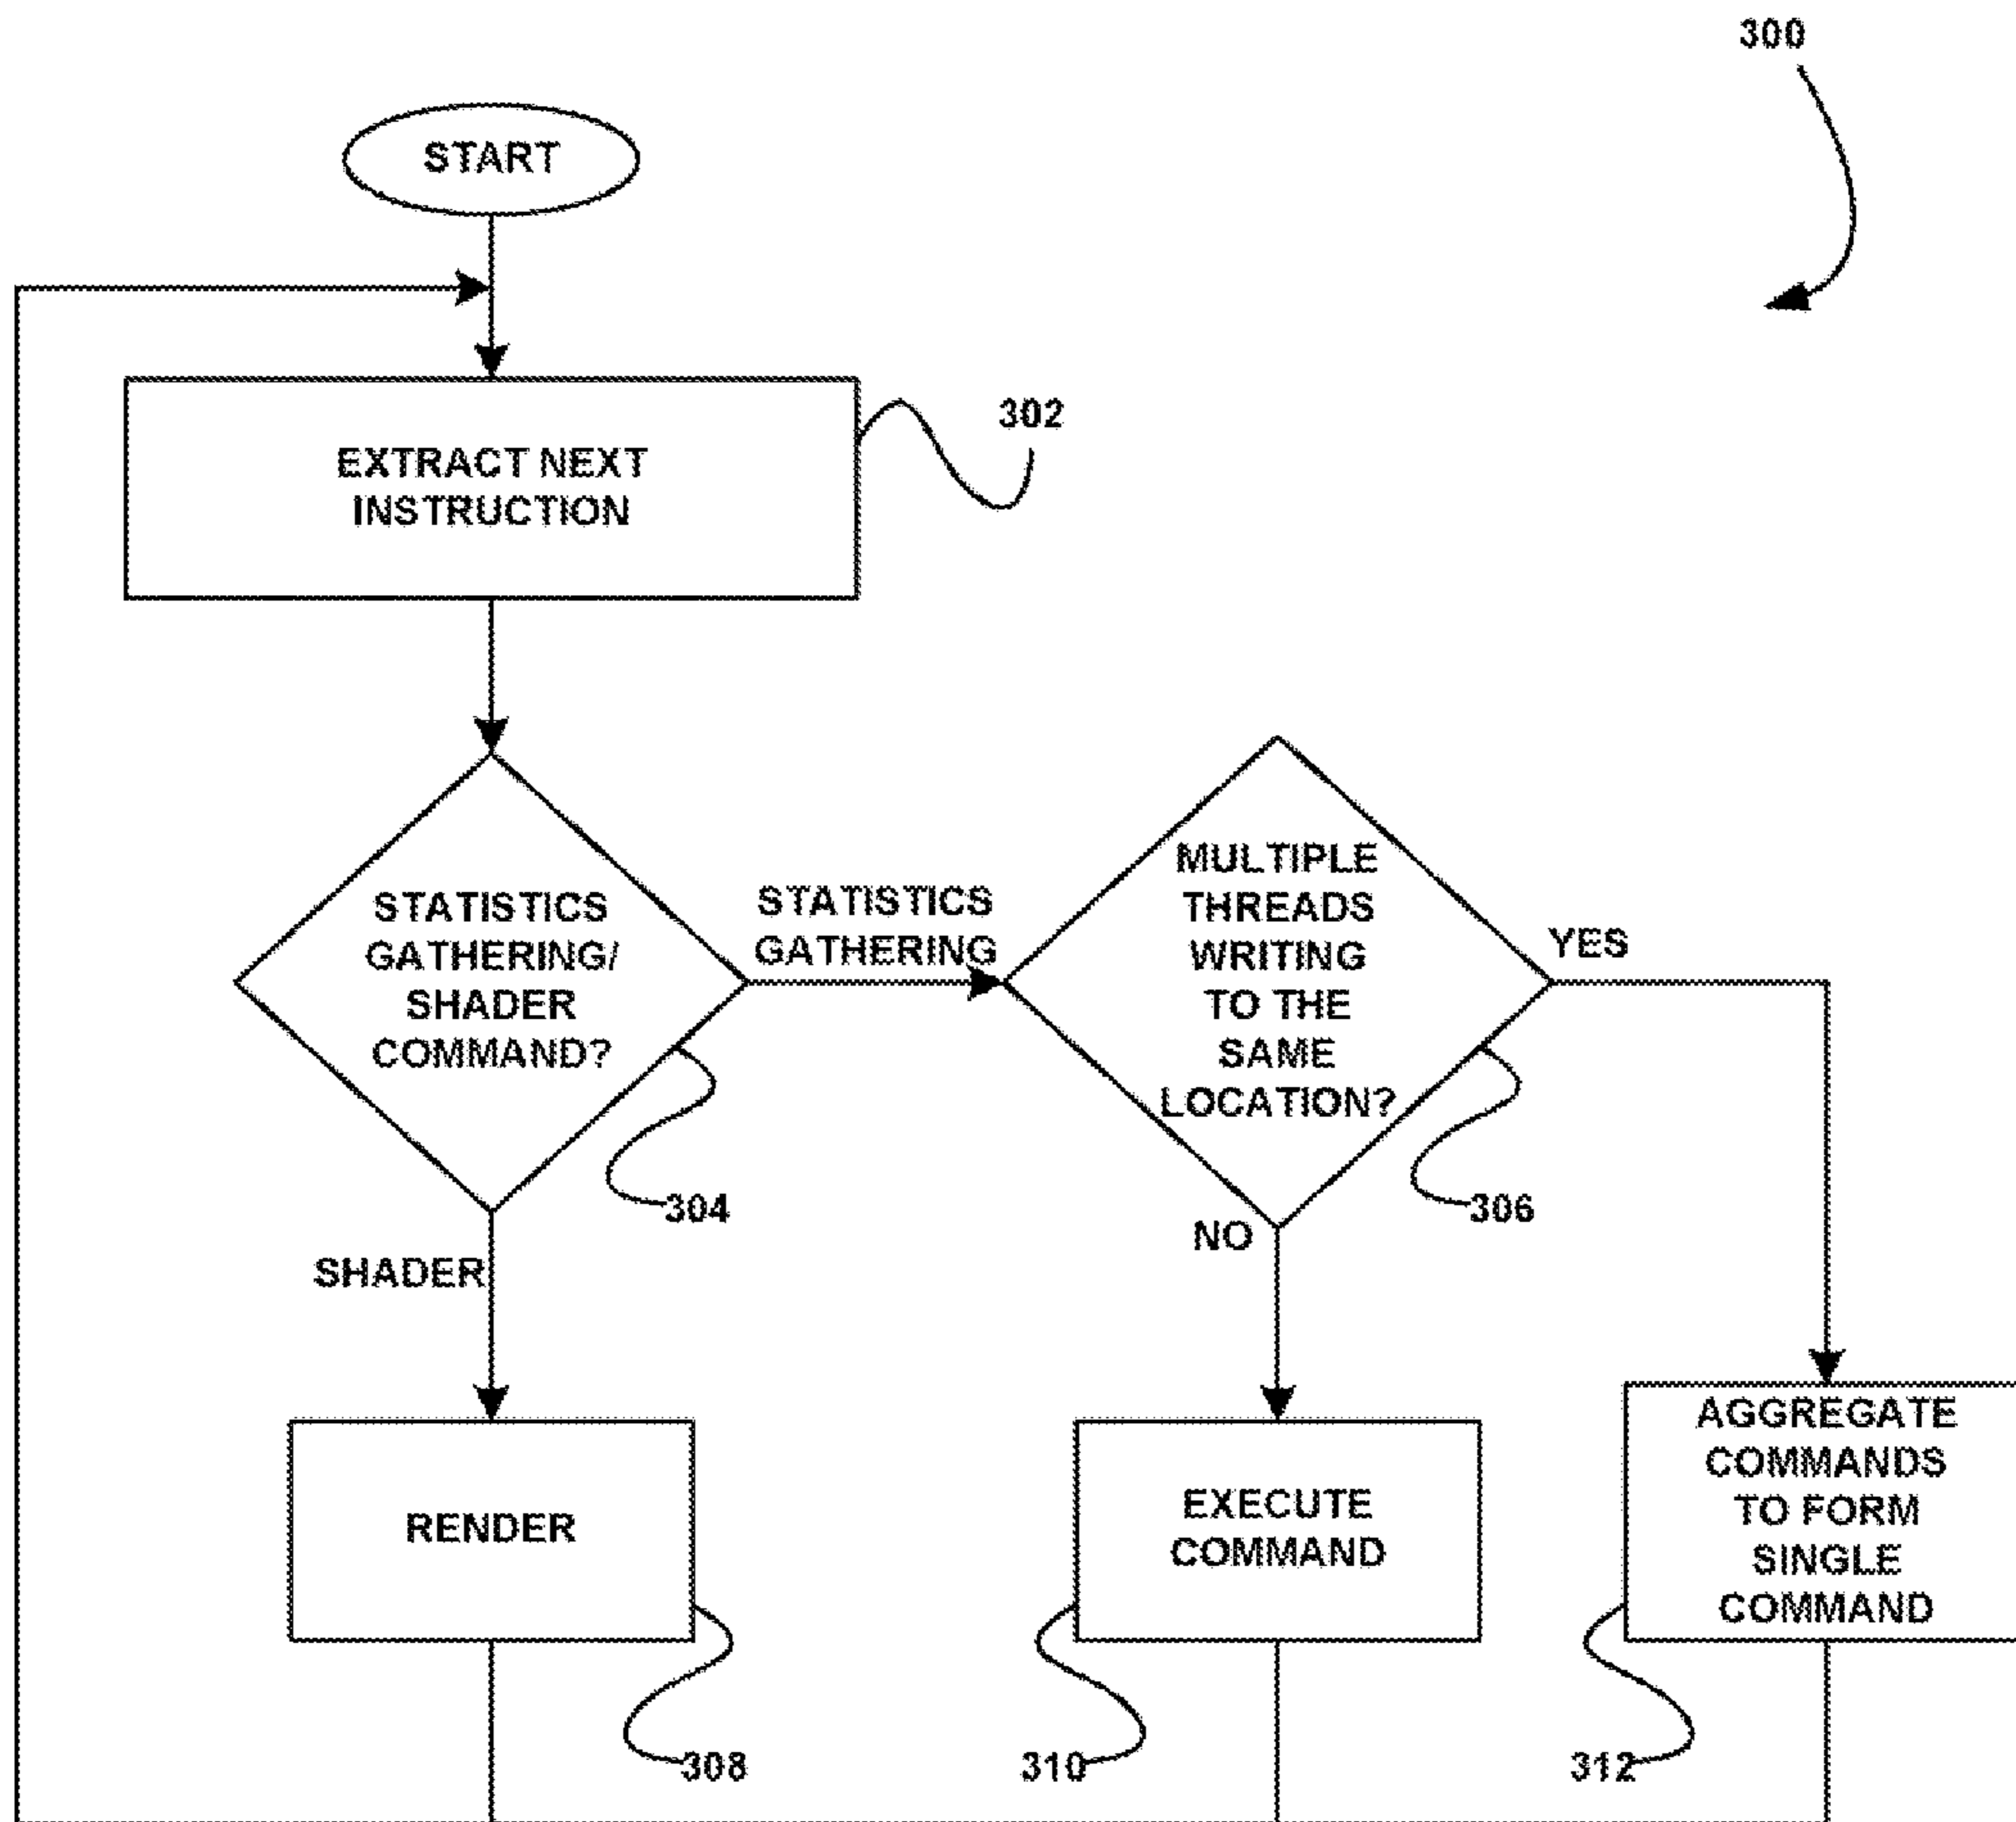 300
START
302
EXTRACT NEXT
INSTRUCTION
STATISTICS
GATHERING/
SHADER
COMMAND?
304
STATISTICS
GATHERING
MULTIPLE
THREADS
WRITING
TO THE
SAME
LOCATION?
306
YES
SHADER
NO
RENDER
308
EXECUTE
COMMAND
310
AGGREGATE
COMMANDS
TO FORM
SINGLE
COMMAND
312